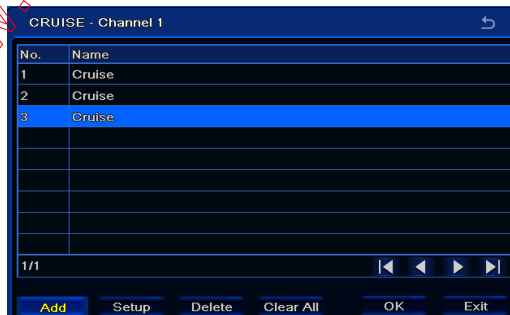 CRUISE - Channel 1
No. Name
1 Cruise
2 Cruise
3 Cruise
1/1
Add Setup Delete Clear All OK Exit